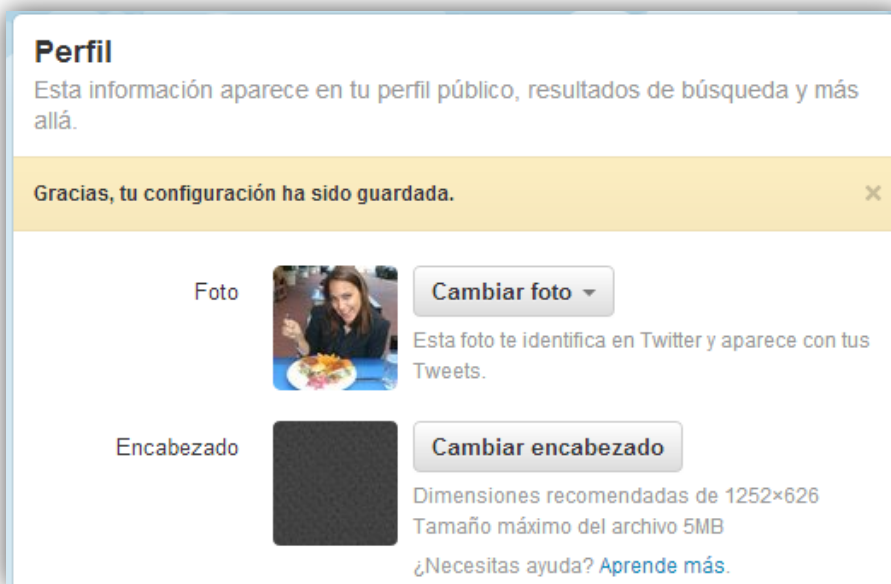 Perfil
Esta información aparece en tu perfil público, resultados de búsqueda y más
allá.
Gracias, tu configuración ha sido guardada.
×
Foto
Cambiar foto
Esta foto te identifica en Twitter y aparece con tus
Tweets.
Encabezado
Cambiar encabezado
Dimensiones recomendadas de 1252×626
Tamaño máximo del archivo 5MB
¿Necesitas ayuda? Aprende más.